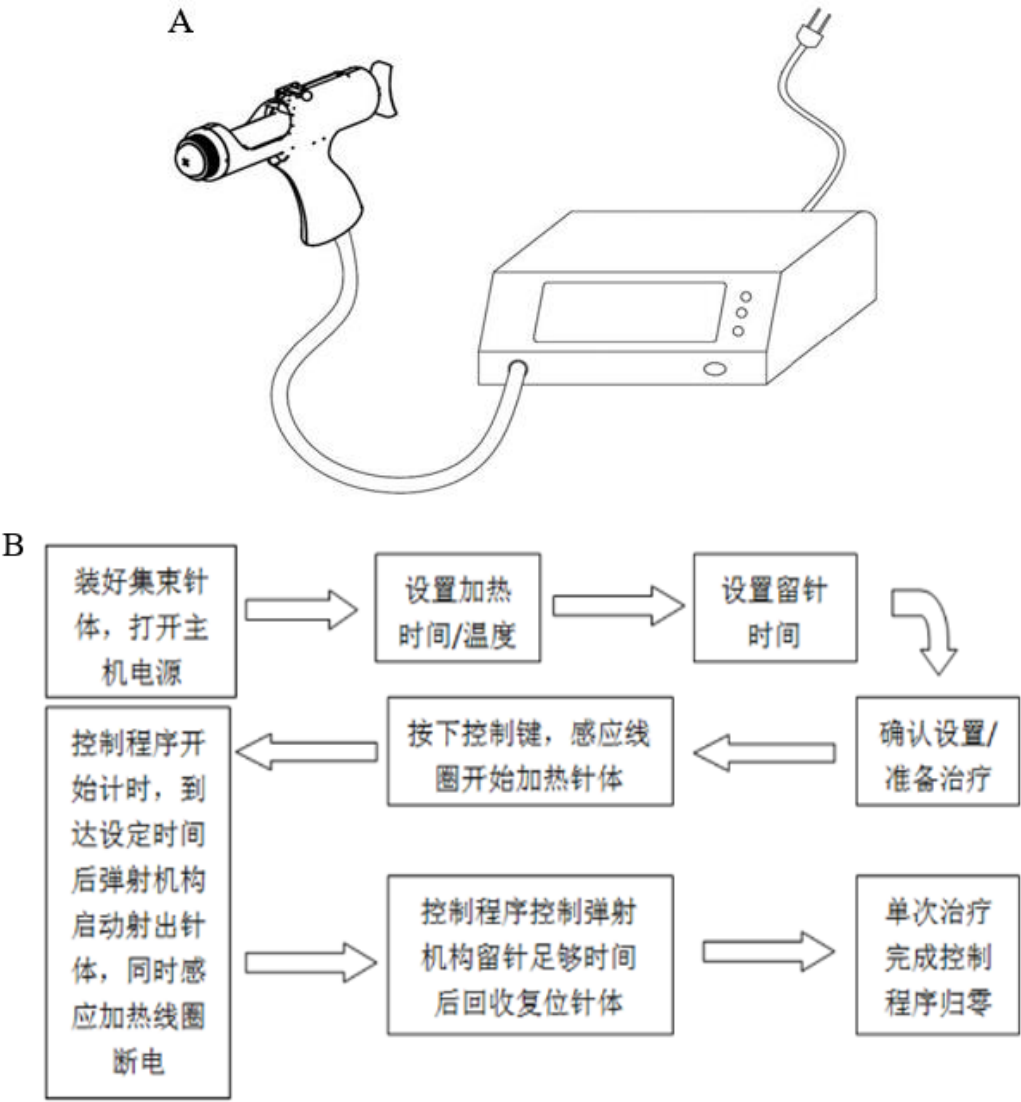 A
B
装好集束针
体，打开主
机电源
设置加热
时间/温度
设置留针
时间
确认设置/
准备治疗
按下控制键，感应线
圈开始加热针体
控制程序开
始计时，到
达设定时间
后弹射机构
启动射出针
体，同时感
应加热线圈
断电
控制程序控制弹射
机构留针足够时间
后回收复位针体
单次治疗
完成控制
程序归零